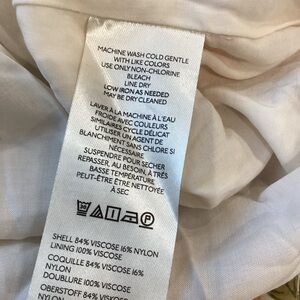 MACHINE WASH COLD GENTLE
WITH LIKE COLORS
USE ONLY NON-CHLORINE
BLEACH
LINE DRY
LOW IRON AS NEEDED
MAY BE DRY CLEANED
LAVER À LA MACHINE À L'EAU
FROIDE AVEC COULEURS
SIMILAIRES CYCLE DÉLICAT
UTILISER UN AGENT DE
BLANCHIMENT SANS CHLORE SI
NÉCESSAIRE
SUSPENDRE POUR SÉCHER
REPASSER, AU BESOIN, À TRÈS
BASSE TEMPÉRATURE
PEUT-ÊTRE ÊTRE NETTOYÉE
À SEC
P
SHELL 84% VISCOSE 16% NYLON
LINING 100% VISCOSE
COQUILLE 84% VISCOSE 16%
NYLON
DOUBLURE 100% VISCOSE
OBERSTOFF 84% VISCOSE